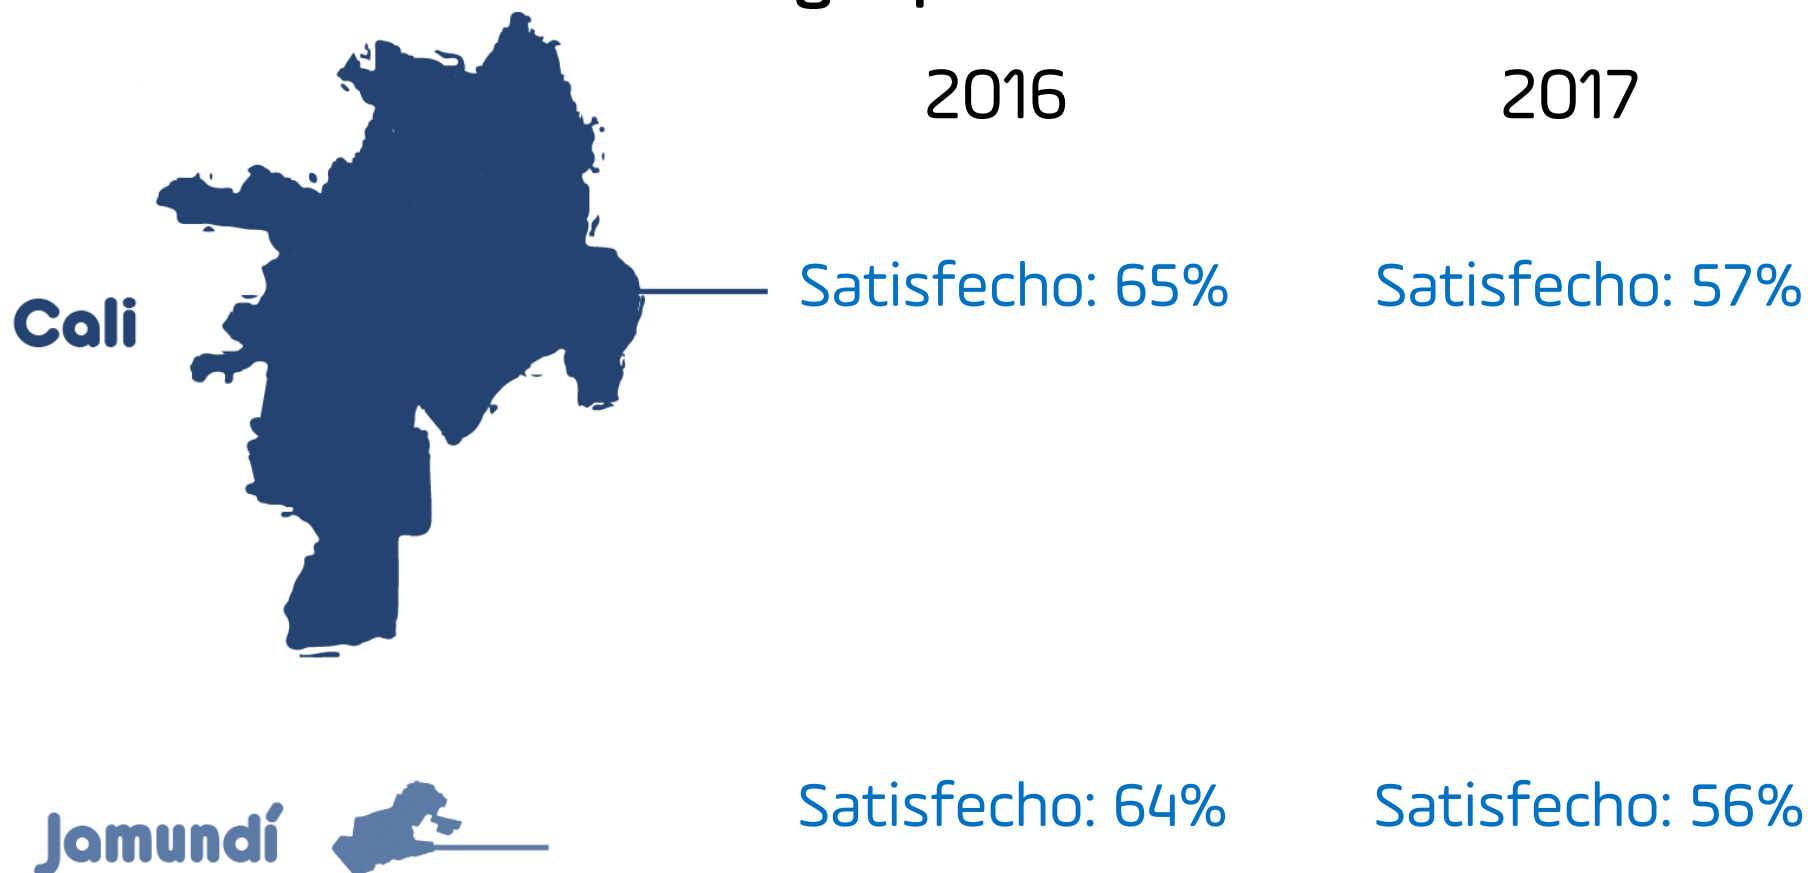 2016 2017
Satisfecho: 65% Satisfecho: 57%
Cali
Satisfecho: 64% Satisfecho: 56%
Jamundí